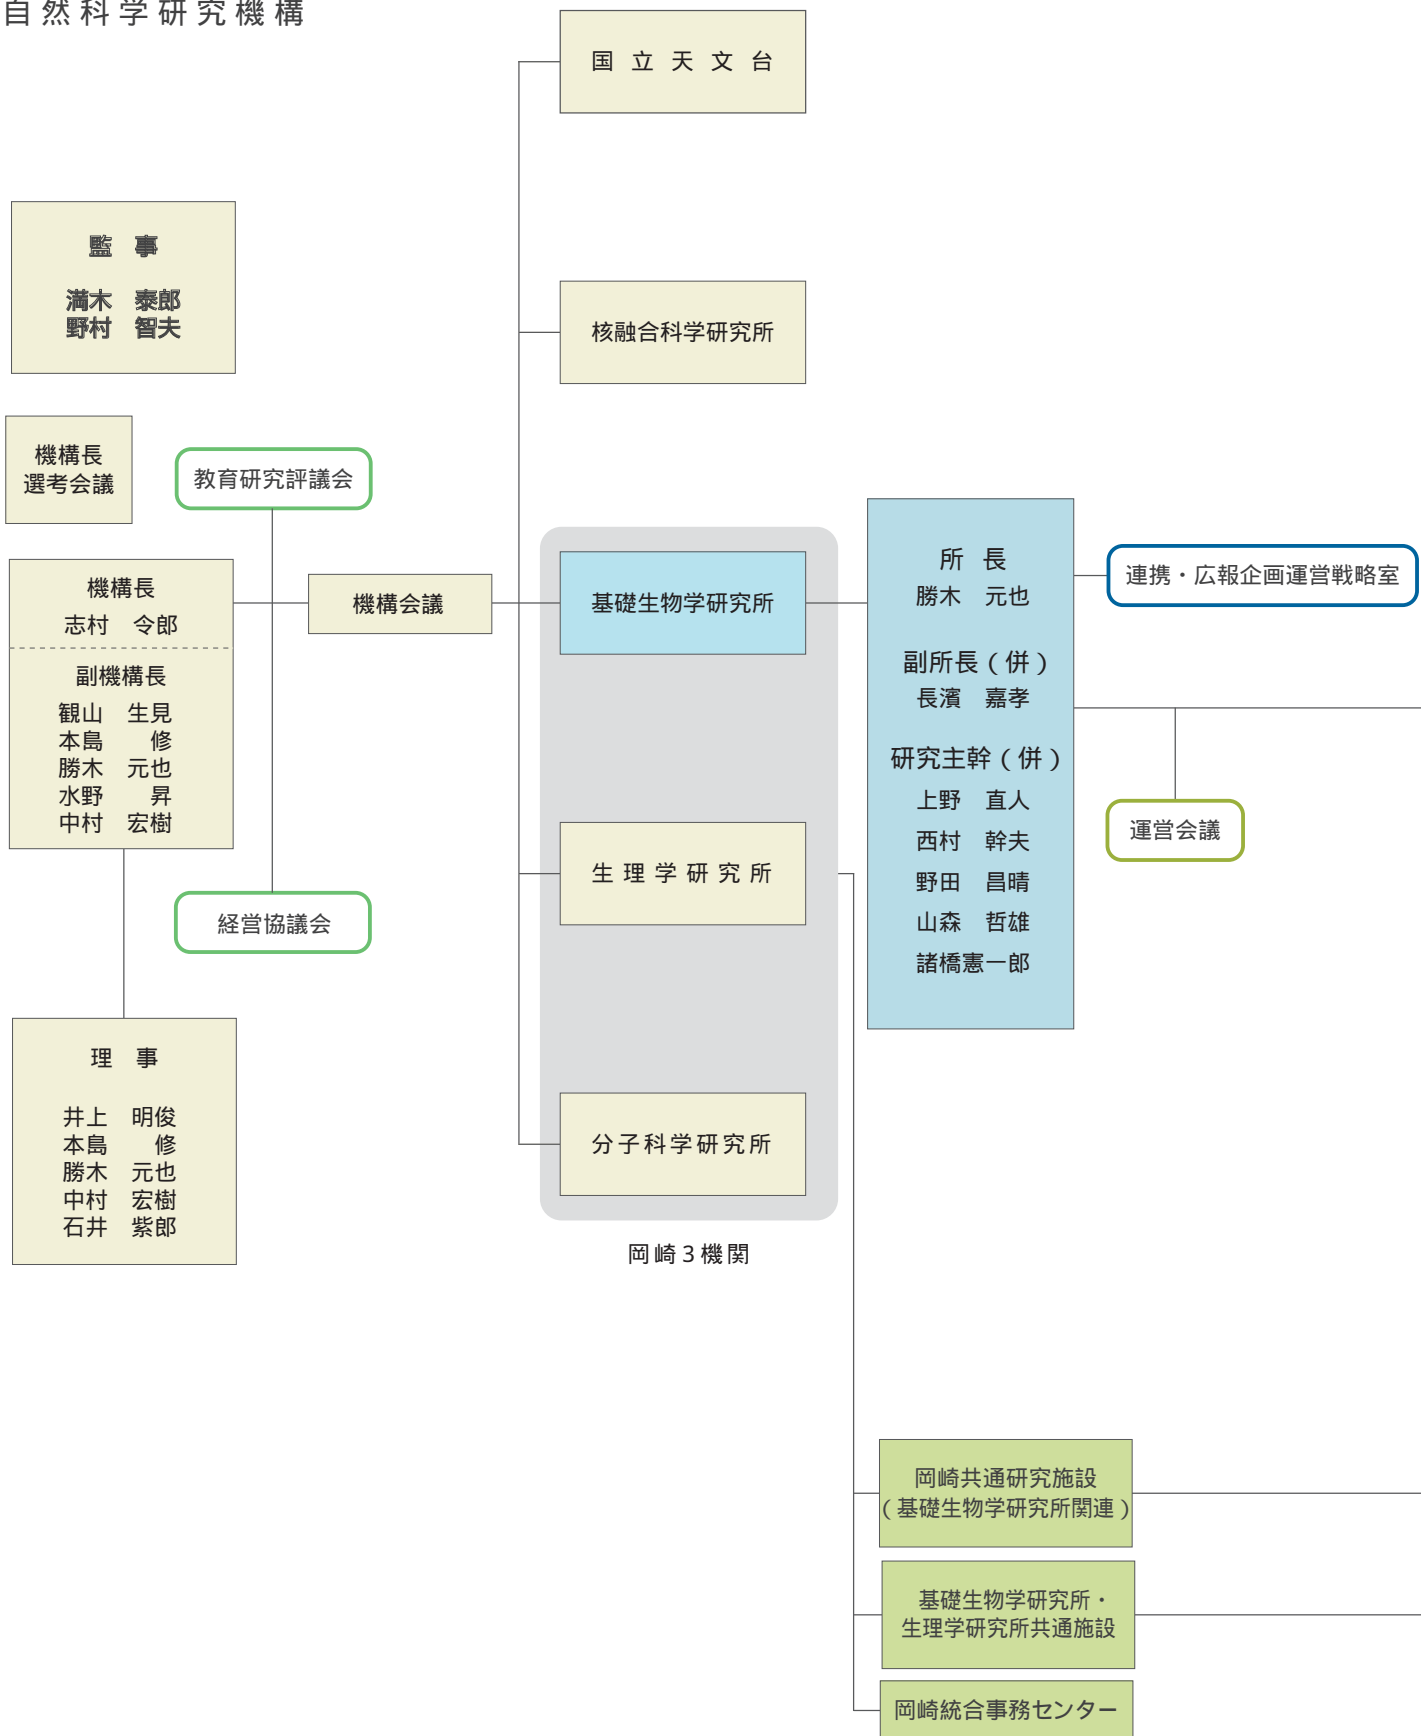 自然科学研究機構
国立天文台
監　事
満木　泰郎
野村　智夫
核融合科学研究所
機構長
選考会議
教育研究評議会
機構長
志村　令郎
副機構長
観山　生見
本島　　修
勝木　元也
水野　　昇
中村　宏樹
機構会議
経営協議会
理　事
井上　明俊
本島　　修
勝木　元也
中村　宏樹
石井　紫郎
基礎生物学研究所
生理学研究所
分子科学研究所
岡崎3機関
所　長
勝木　元也
副所長（併）
長濱　嘉孝
研究主幹（併）
上野　直人
西村　幹夫
野田　昌晴
山森　哲雄
諸橋憲一郎
連携・広報企画運営戦略室
運営会議
岡崎共通研究施設
（基礎生物学研究所関連）
基礎生物学研究所・
生理学研究所共通施設
岡崎統合事務センター